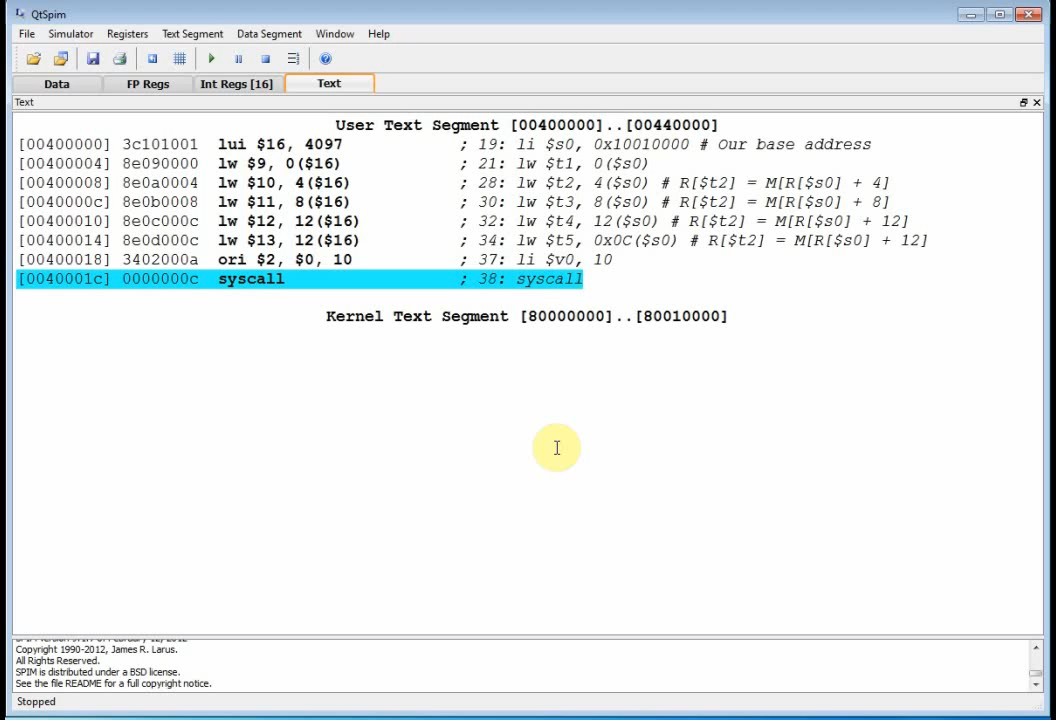 QtSpim
File Simulator Registers Text Segment Data Segment Window Help
Data FP Regs Int Regs [16] Text
Text
User Text Segment [00400000]..[00440000]
[00400000] 3c101001 lui $16, 4097 ; 19: li $s0, 0x10010000 # Our base address
[00400004] 8e090000 lw $9, 0($16) ; 21: lw $t1, 0($s0)
[00400008] 8e0a0004 lw $10, 4($16) ; 28: lw $t2, 4($s0) # R[$t2] = M[R[$s0] + 4]
[0040000c] 8e0b0008 lw $11, 8($16) ; 30: lw $t3, 8($s0) # R[$t2] = M[R[$s0] + 8]
[00400010] 8e0c000c lw $12, 12($16) ; 32: lw $t4, 12($s0) # R[$t2] = M[R[$s0] + 12]
[00400014] 8e0d000c lw $13, 12($16) ; 34: lw $t5, 0x0C($s0) # R[$t2] = M[R[$s0] + 12]
[00400018] 3402000a ori $2, $0, 10 ; 37: li $v0, 10
[0040001c] 0000000c syscall ; 38: syscall
Kernel Text Segment [80000000]..[80010000]
Copyright 1990-2012, James R. Larus.
All Rights Reserved.
SPIM is distributed under a BSD license.
See the file README for a full copyright notice.
Stopped